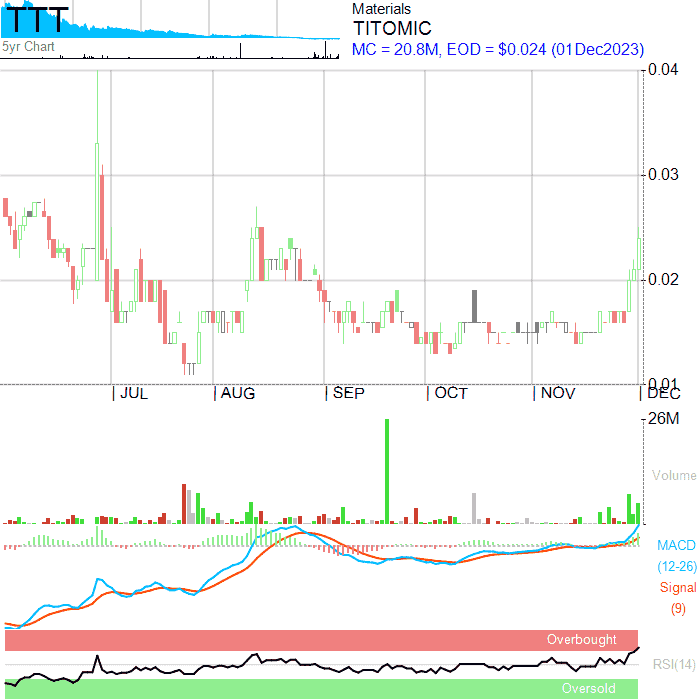 TTT
5yr Chart
Materials
TITOMIC
MC = 20.8M, EOD = $0.024 (01Dec2023)
0.04
0.03
0.02
0.01
JUL
AUG
SEP
OCT
NOV
DEC
26M
Volume
MACD
(12-26)
Signal
(9)
Overbought
RSI(14)
Oversold